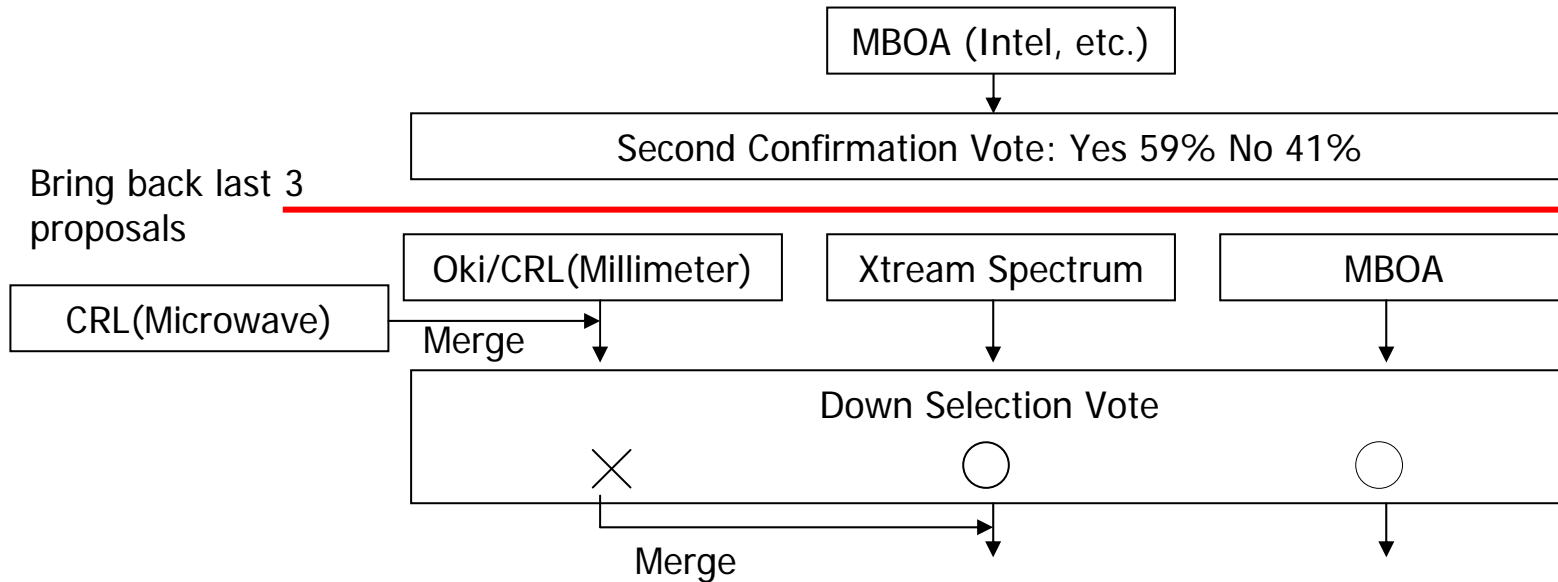 MBOA (Intel, etc.)
Second Confirmation Vote: Yes 59% No 41%
Bring back last 3
proposals
Oki/CRL(Millimeter)
Xtream Spectrum
MBOA
CRL(Microwave)
Merge
Down Selection Vote
Merge